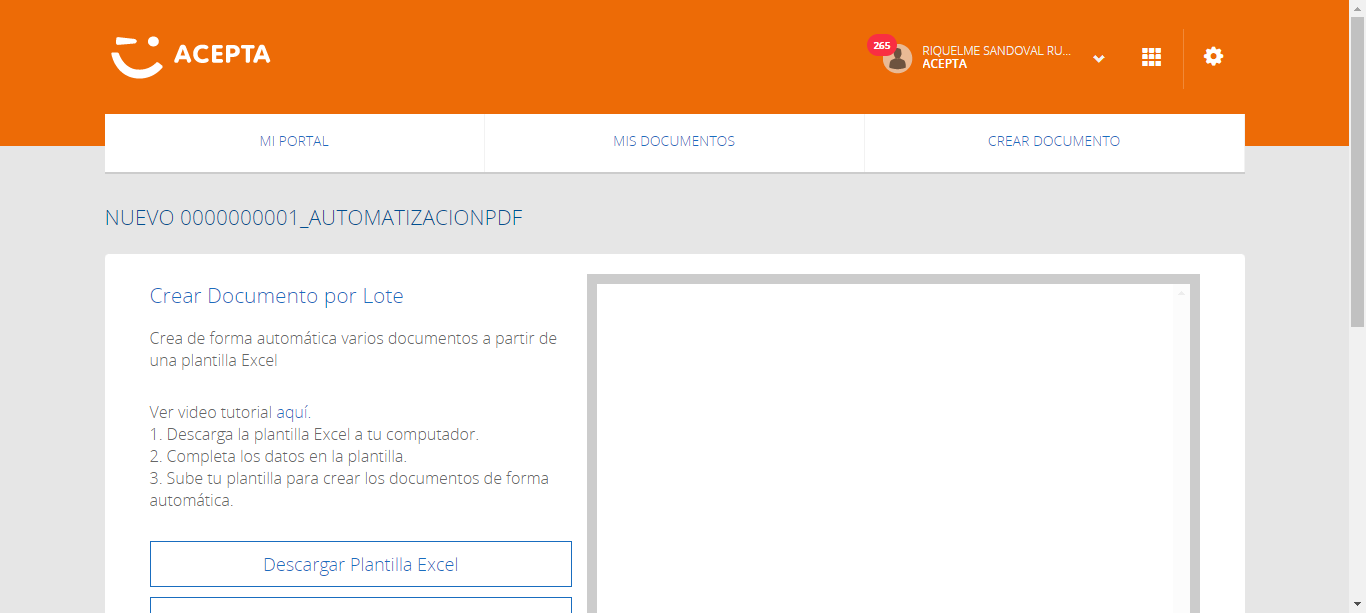 ACEPTA
265
RIQUELME SANDOVAL RU...
ACEPTA
MI PORTAL
MIS DOCUMENTOS
CREAR DOCUMENTO
NUEVO 0000000001_AUTOMATIZACIONPDF
Crear Documento por Lote
Crea de forma automática varios documentos a partir de
una plantilla Excel
Ver video tutorial aquí.
1. Descarga la plantilla Excel a tu computador.
2. Completa los datos en la plantilla.
3. Sube tu plantilla para crear los documentos de forma
automática.
Descargar Plantilla Excel